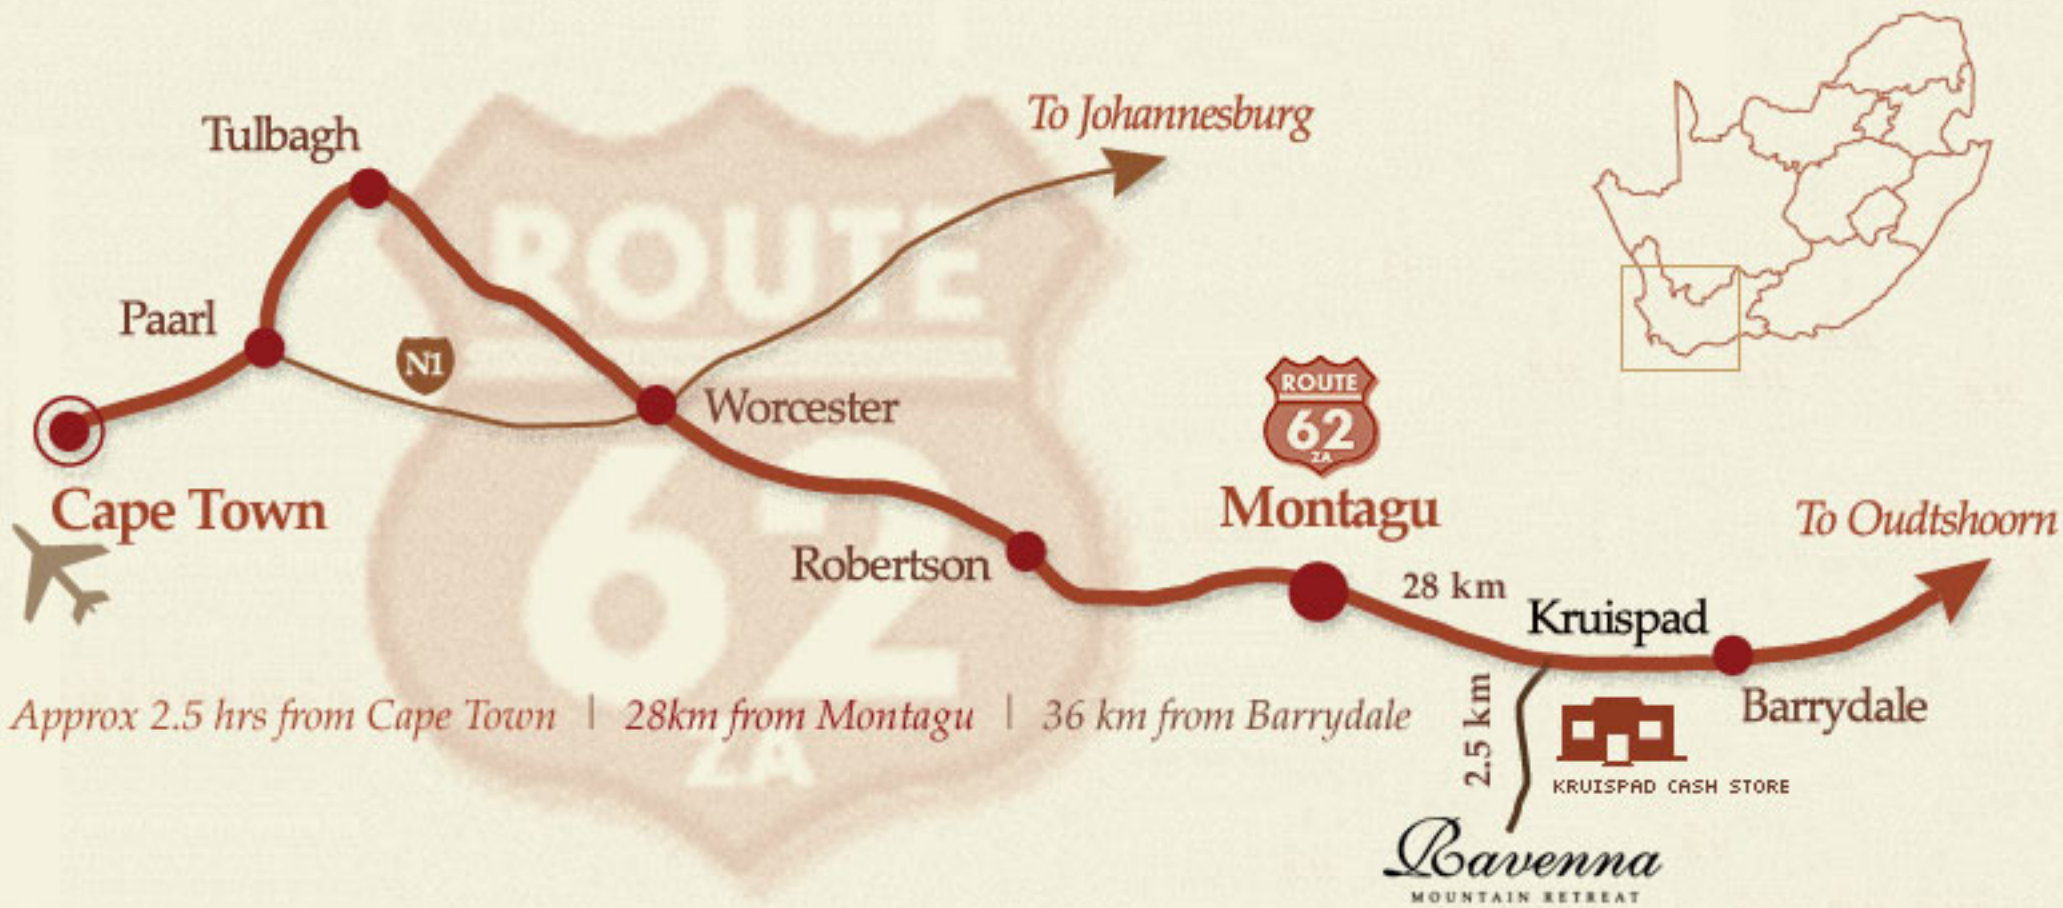 To Johannesburg
Tulbagh
ROUTE
Paarl
N1
Worcester
ROUTE
62
ZA
62
Cape Town
Montagu
To Oudtshoorn
Robertson
28 km
Kruispad
Approx 2.5 hrs from Cape Town | 28km from Montagu | 36 km from Barrydale
2.5 km
Barrydale
ZA
KRUISPAD CASH STORE
Ravenna
MOUNTAIN RETREAT